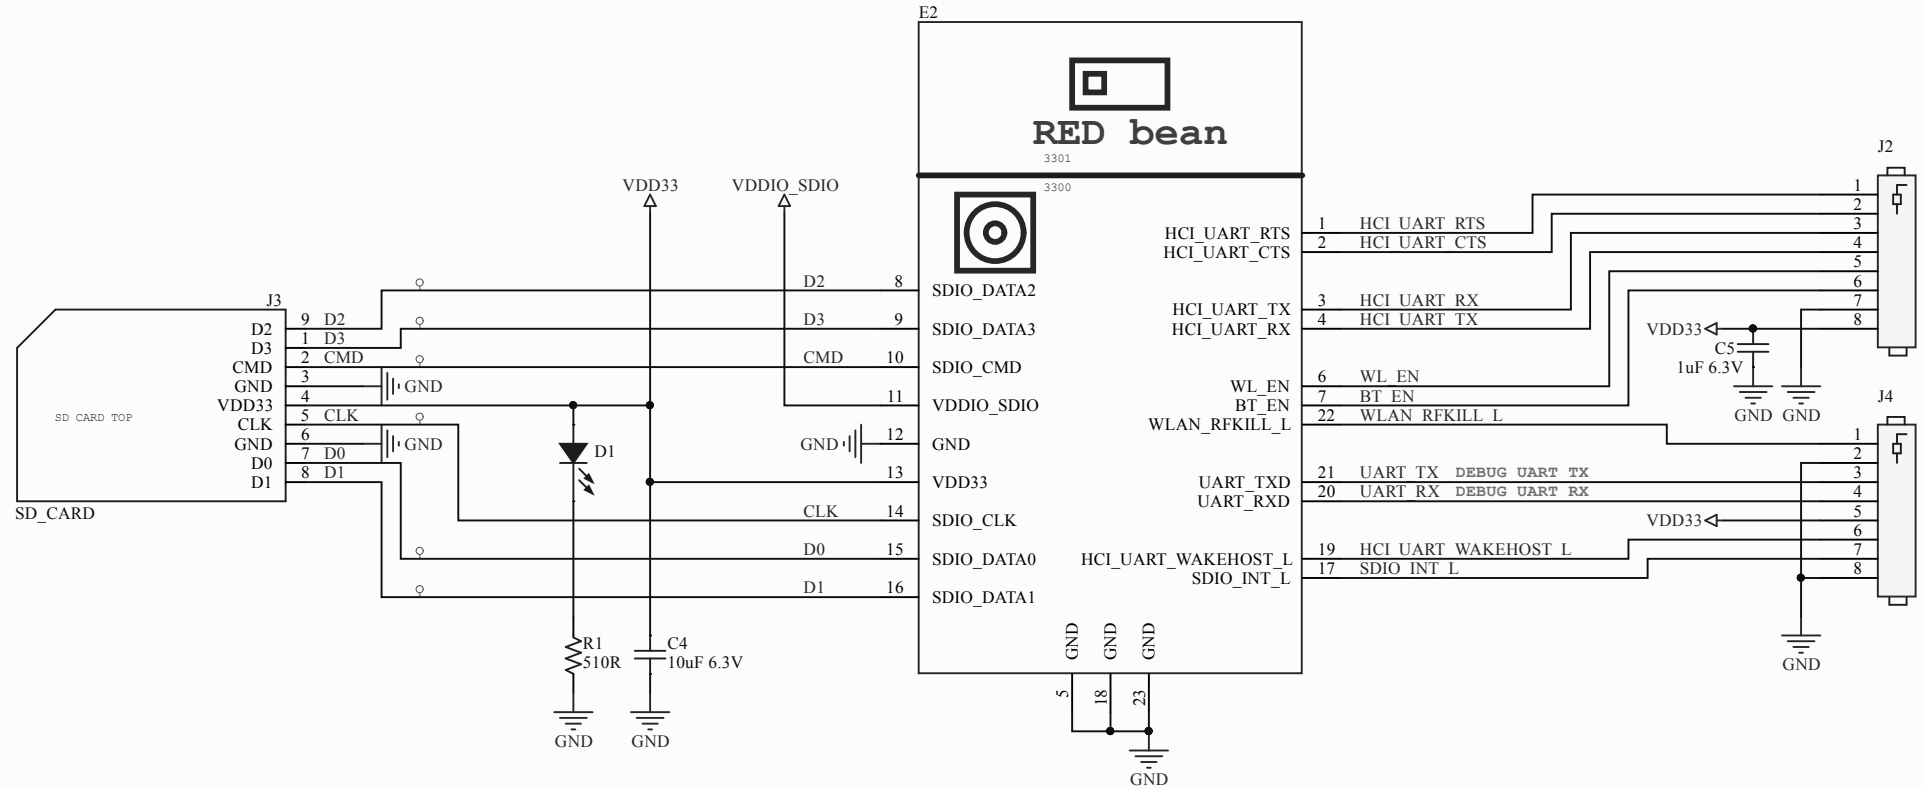 E2
RED bean
3301
3300
VDD33
VDDIO_SDIO
J3
SD CARD TOP
SD_CARD
D2 9 D2
D3 1 D3
CMD 2 CMD
GND 3 GND
VDD33 4
CLK 5 CLK
GND 6 GND
D0 7 D0
D1 8 D1
D1
R1
510R
GND
C4
10uF 6.3V
GND
D2 8 SDIO_DATA2
D3 9 SDIO_DATA3
CMD 10 SDIO_CMD
11 VDDIO_SDIO
GND 12 GND
13 VDD33
CLK 14 SDIO_CLK
D0 15 SDIO_DATA0
D1 16 SDIO_DATA1
HCI_UART_RTS 1 HCI_UART_RTS
HCI_UART_CTS 2 HCI_UART_CTS
HCI_UART_TX 3 HCI_UART_RX
HCI_UART_RX 4 HCI_UART_TX
WL_EN 6 WL_EN
BT_EN 7 BT_EN
WLAN_RFKILL_L 22 WLAN_RFKILL_L
UART_TXD 21 UART_TX DEBUG UART TX
UART_RXD 20 UART_RX DEBUG UART RX
HCI_UART_WAKEHOST_L 19 HCI_UART_WAKEHOST_L
SDIO_INT_L 17 SDIO_INT_L
GND GND GND
5 18 23
GND
J2
1
2
3
4
5
6
7
VDD33 8
C5
1uF 6.3V
GND GND
J4
1
2
3
4
VDD33 5
6
7
8
GND